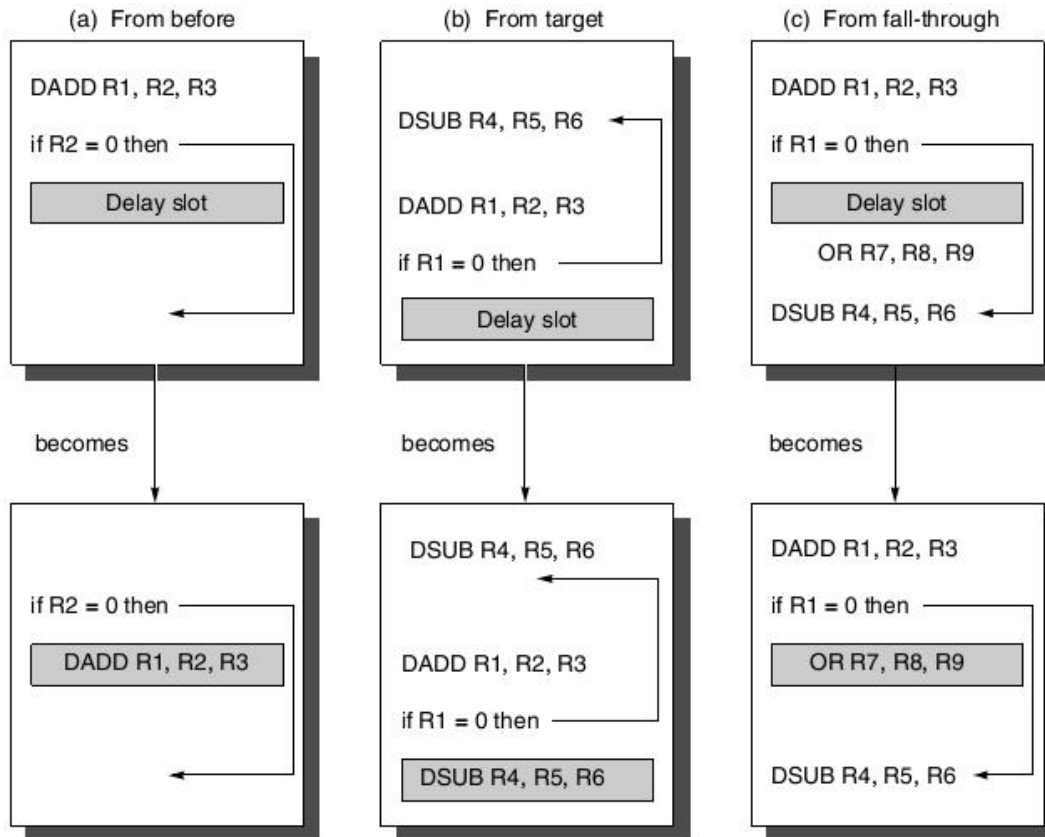 (a) From before
DADD R1, R2, R3
if R2 = 0 then
Delay slot
becomes
if R2 = 0 then
DADD R1, R2, R3
(b) From target
DSUB R4, R5, R6
DADD R1, R2, R3
if R1 = 0 then
Delay slot
becomes
DSUB R4, R5, R6
DADD R1, R2, R3
if R1 = 0 then
DSUB R4, R5, R6
(c) From fall-through
DADD R1, R2, R3
if R1 = 0 then
Delay slot
OR R7, R8, R9
DSUB R4, R5, R6
becomes
DADD R1, R2, R3
if R1 = 0 then
OR R7, R8, R9
DSUB R4, R5, R6